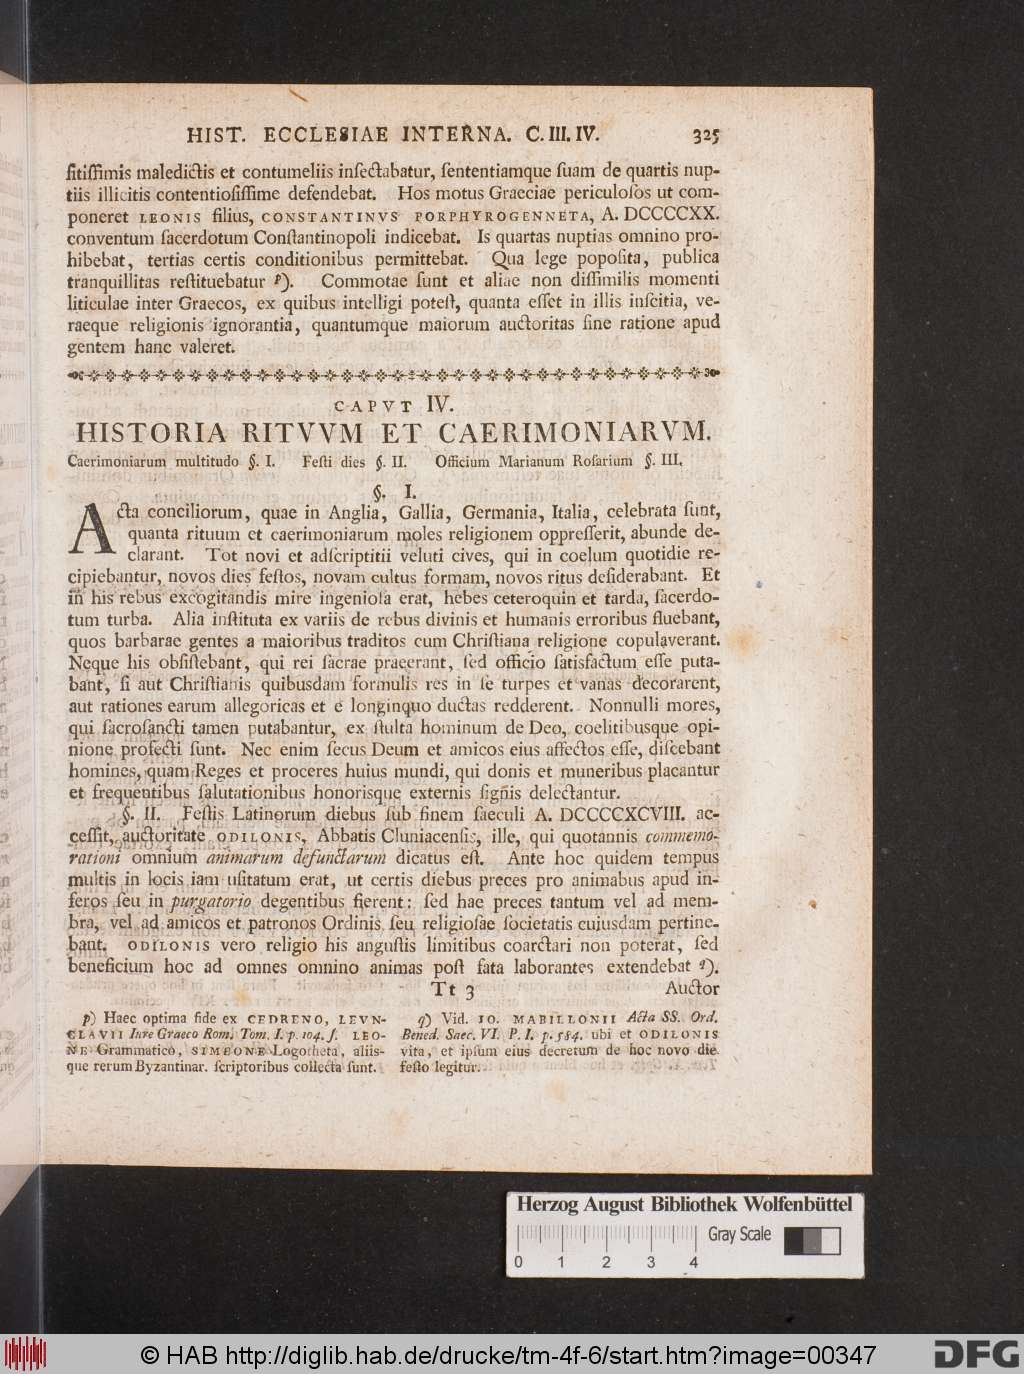 HIST. ECCLESIAE INTERNA. C. III. IV. 325
ſitiſſimis maledictis et contumeliis inſectabatur, ſententiamque ſuam de quartis nup-
tiis illicitis contentioſiſſime defendebat. Hos motus Graeciae periculoſos ut com-
poneret LEONIS filius, CONSTANTINVS PORPHYROGENNETA, A. DCCCCXX.
conventum ſacerdotum Conſtantinopoli indicebat. Is quartas nuptias omnino pro-
hibebat, tertias certis conditionibus permittebat. Qua lege popoſita, publica
tranquillitas reſtituebatur p). Commotae ſunt et aliae non diſſimilis momenti
liticulae inter Graecos, ex quibus intelligi poteſt, quanta eſſet in illis inſcitia, ve-
raeque religionis ignorantia, quantumque maiorum auctoritas ſine ratione apud
gentem hanc valeret.
CAPVT IV.
HISTORIA RITVVM ET CAERIMONIARVM.
Caerimoniarum multitudo §. I. Feſti dies §. II. Officium Marianum Roſarium §. III.
§. I.
Acta conciliorum, quae in Anglia, Gallia, Germania, Italia, celebrata ſunt,
quanta rituum et caerimoniarum moles religionem oppreſſerit, abunde de-
clarant. Tot novi et adſcriptitii veluti cives, qui in coelum quotidie re-
cipiebantur, novos dies feſtos, novam cultus formam, novos ritus deſiderabant. Et
in his rebus excogitandis mire ingenioſa erat, hebes ceteroquin et tarda, ſacerdo-
tum turba. Alia inſtituta ex variis de rebus divinis et humanis erroribus fluebant,
quos barbarae gentes a maioribus traditos cum Chriſtiana religione copulaverant.
Neque his obſiſtebant, qui rei ſacrae praeerant, ſed officio ſatisfactum eſſe puta-
bant, ſi aut Chriſtianis quibusdam formulis res in ſe turpes et vanas decorarent,
aut rationes earum allegoricas et e longinquo ductas redderent. Nonnulli mores,
qui ſacroſancti tamen putabantur, ex ſtulta hominum de Deo, coelitibusque opi-
nione profecti ſunt. Nec enim ſecus Deum et amicos eius affectos eſſe, diſcebant
homines, quam Reges et proceres huius mundi, qui donis et muneribus placantur
et frequentibus ſalutationibus honorisque externis ſignis delectantur.
§. II. Feſtis Latinorum diebus ſub finem ſaeculi A. DCCCCXCVIII. ac-
ceſſit, auctoritate ODILONIS, Abbatis Cluniacenſis, ille, qui quotannis commemo-
rationi omnium animarum defunctarum dicatus eſt. Ante hoc quidem tempus
multis in locis iam uſitatum erat, ut certis diebus preces pro animabus apud in-
feros ſeu in purgatorio degentibus fierent: ſed hae preces tantum vel ad mem-
bra, vel ad amicos et patronos Ordinis ſeu religioſae ſocietatis cuiusdam pertine-
bant. ODILONIS vero religio his anguſtis limitibus coarctari non poterat, ſed
beneficium hoc ad omnes omnino animas poſt fata laborantes extendebat q).
Tt 3 Auctor
p) Haec optima fide ex CEDRENO, LEVN-
CLAVII Iure Graeco Rom. Tom. I. p. 104. ſ. LEO-
NE Grammatico, SIMEONE Logotheta, aliis-
que rerum Byzantinar. ſcriptoribus collecta ſunt.
q) Vid. IO. MABILLONII Acta SS. Ord.
Bened. Saec. VI. P. I. p. 584. ubi et ODILONIS
vita, et ipſum eius decretum de hoc novo die
feſto legitur.
Herzog August Bibliothek Wolfenbüttel
Gray Scale
0 1 2 3 4
© HAB http://diglib.hab.de/drucke/tm-4f-6/start.htm?image=00347
DFG